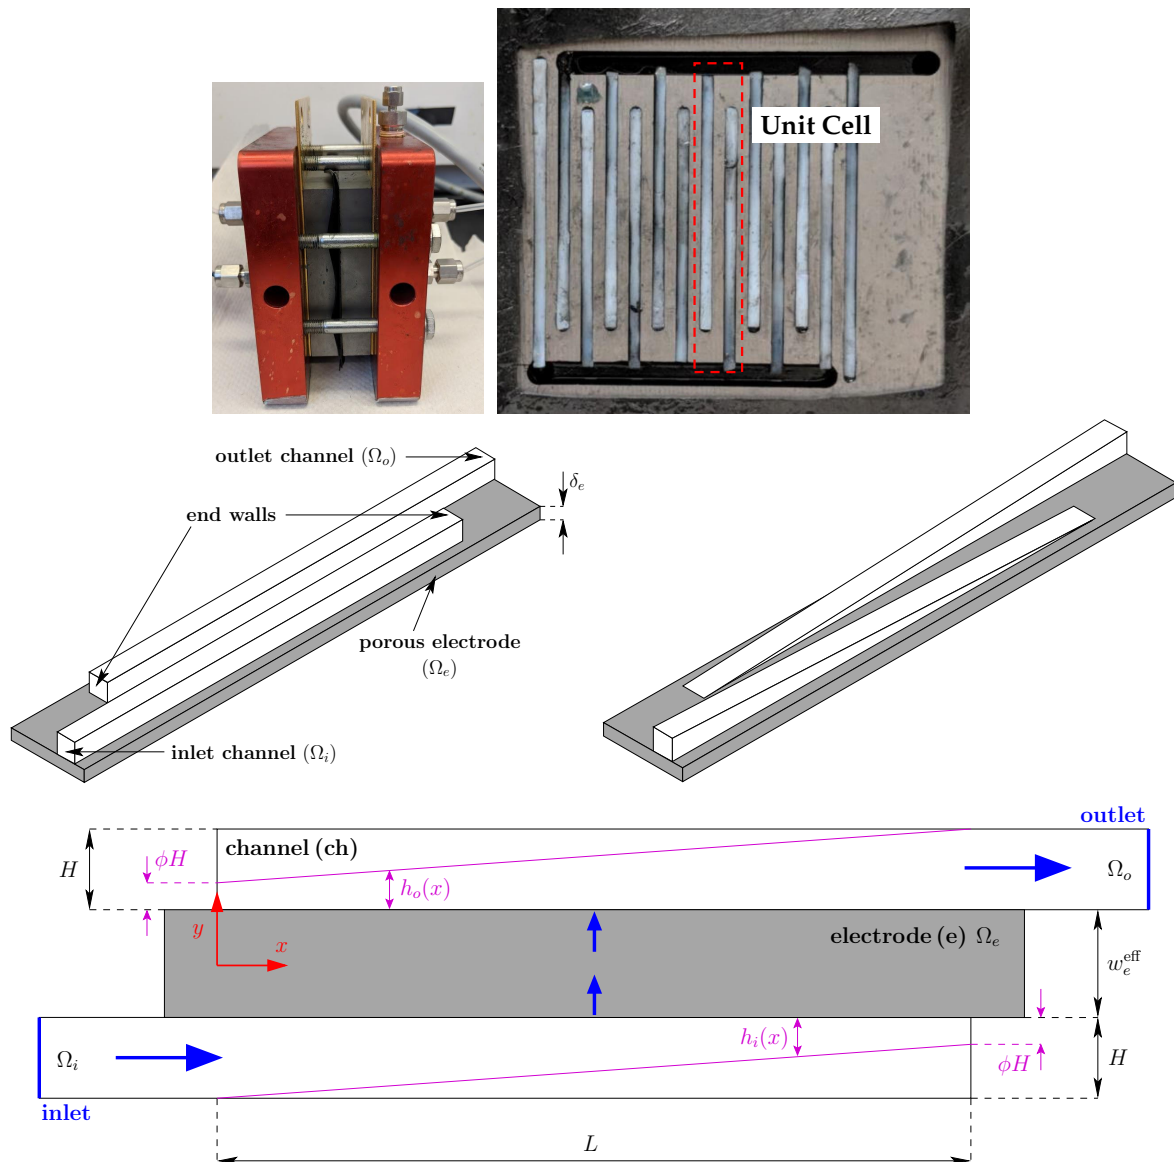 Unit Cell
outlet channel (Ω_o)
end walls
δ_e
porous electrode
(Ω_e)
inlet channel (Ω_i)
outlet
channel (ch)
ϕH
H
h_o(x)
Ω_o
y
x
electrode (e) Ω_e
w_e^eff
h_i(x)
Ω_i
ϕH
H
inlet
L